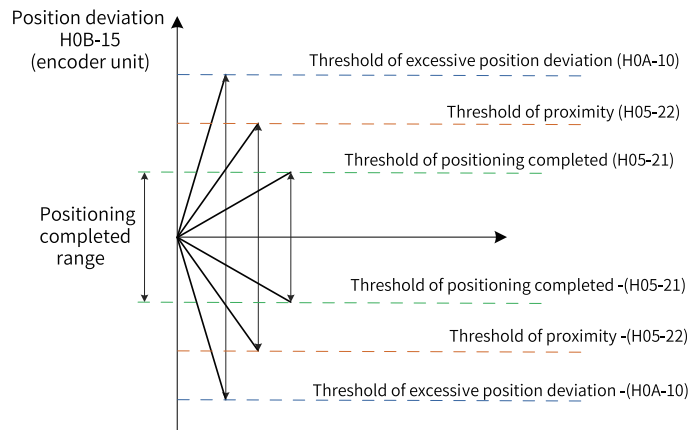 Position deviation
H0B-15
(encoder unit)
Threshold of excessive position deviation (H0A-10)
Threshold of proximity (H05-22)
Threshold of positioning completed (H05-21)
Positioning
completed
range
Threshold of positioning completed -(H05-21)
Threshold of proximity -(H05-22)
Threshold of excessive position deviation -(H0A-10)